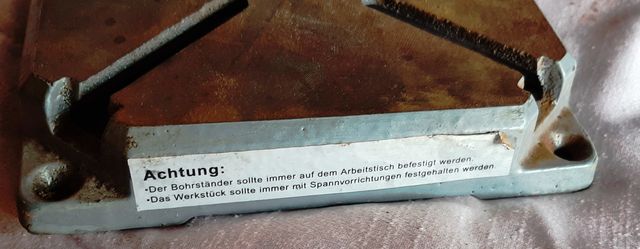 Achtung:
•Der Bohrständer sollte immer auf dem Arbeitstisch befestigt werden.
•Das Werkstück sollte immer mit Spannvorrichtungen festgehalten werden.